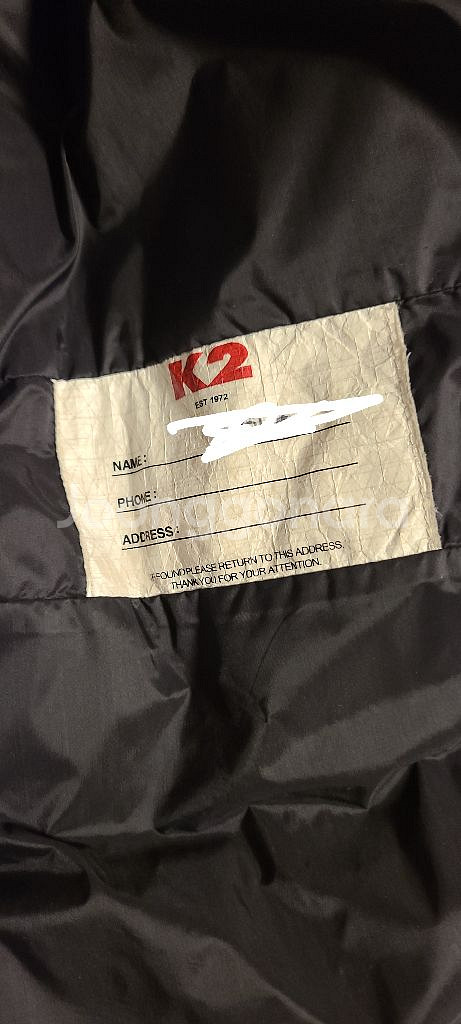 K2
EST 1972
NAME:
PHONE:
ADDRESS:
IF FOUND PLEASE RETURN TO THIS ADDRESS.
THANK YOU FOR YOUR ATTENTION.